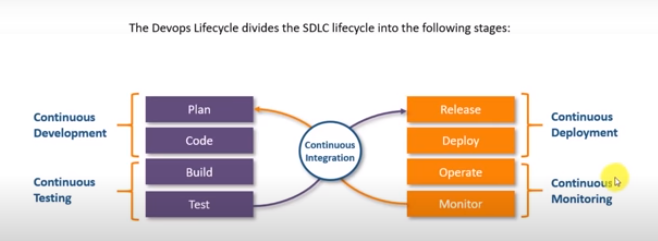 The Devops Lifecycle divides the SDLC lifecycle into the following stages:
Continuous
Development
Plan
Code
Continuous
Testing
Build
Test
Continuous
Integration
Release
Deploy
Continuous
Deployment
Operate
Monitor
Continuous
Monitoring